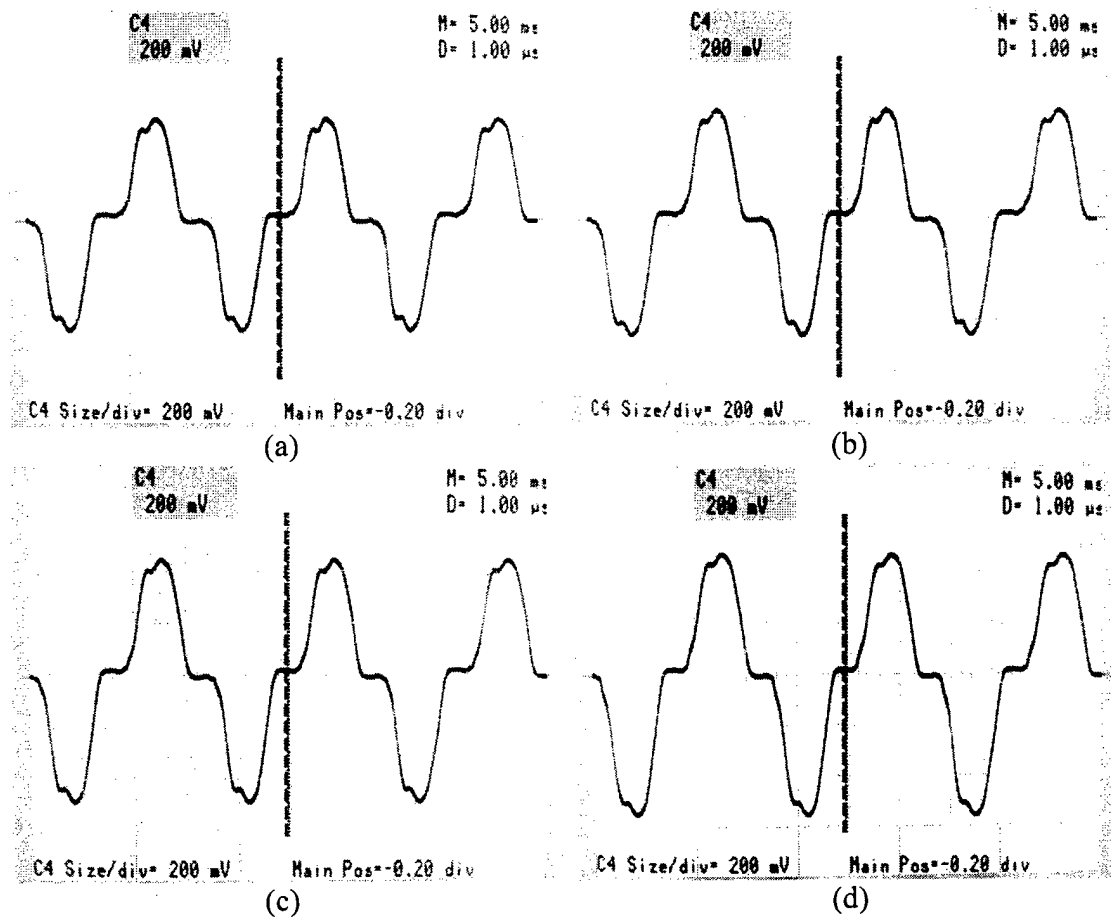 C4
200 mV
M= 5.00 ms
D= 1.00 µs
C4 Size/div= 200 mV Main Pos=-0.20 div
(a)
C4
200 mV
M= 5.00 ms
D= 1.00 µs
C4 Size/div= 200 mV Main Pos=-0.20 div
(b)
C4
200 mV
M= 5.00 ms
D= 1.00 µs
C4 Size/div= 200 mV Main Pos=-0.20 div
(c)
C4
200 mV
M= 5.00 ms
D= 1.00 µs
C4 Size/div= 200 mV Main Pos=-0.20 div
(d)